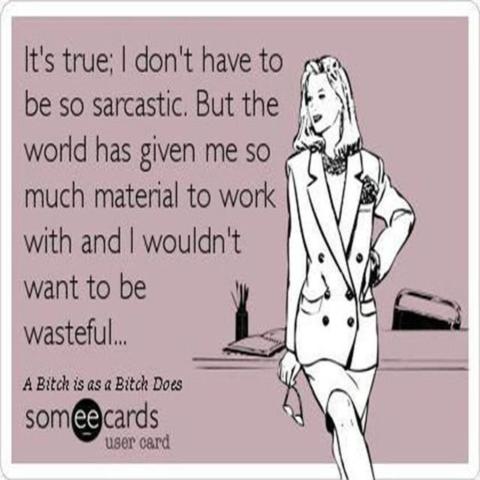 It's true; I don't have to
be so sarcastic. But the
world has given me so
much material to work
with and I wouldn't
want to be
wasteful...
A Bitch is as a Bitch Does
someecards
user card